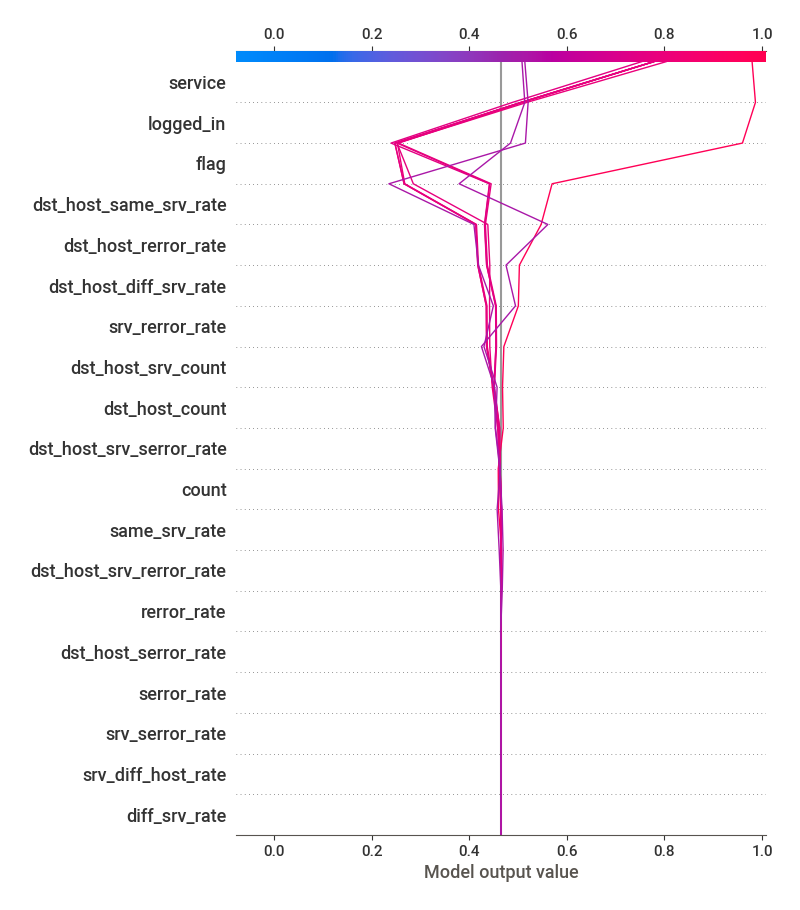 0.0 0.2 0.4 0.6 0.8 1.0
service
logged_in
flag
dst_host_same_srv_rate
dst_host_rerror_rate
dst_host_diff_srv_rate
srv_rerror_rate
dst_host_srv_count
dst_host_count
dst_host_srv_serror_rate
count
same_srv_rate
dst_host_srv_rerror_rate
rerror_rate
dst_host_serror_rate
serror_rate
srv_serror_rate
srv_diff_host_rate
diff_srv_rate
0.0 0.2 0.4 0.6 0.8 1.0
Model output value